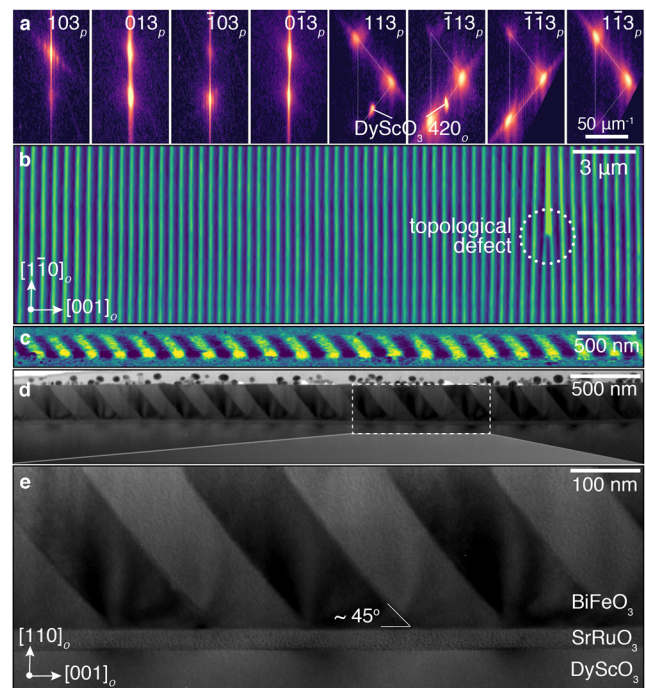 a
103ₚ
013ₚ
1̄03ₚ
01̄3ₚ
113ₚ
1̄13ₚ
1̄1̄3ₚ
11̄3ₚ
DyScO₃ 420ₒ
50 μm⁻¹
b
3 μm
topological
defect
[11̄0]ₒ
[001]ₒ
c
500 nm
d
500 nm
e
100 nm
~ 45º
BiFeO₃
SrRuO₃
DyScO₃
[110]ₒ
[001]ₒ